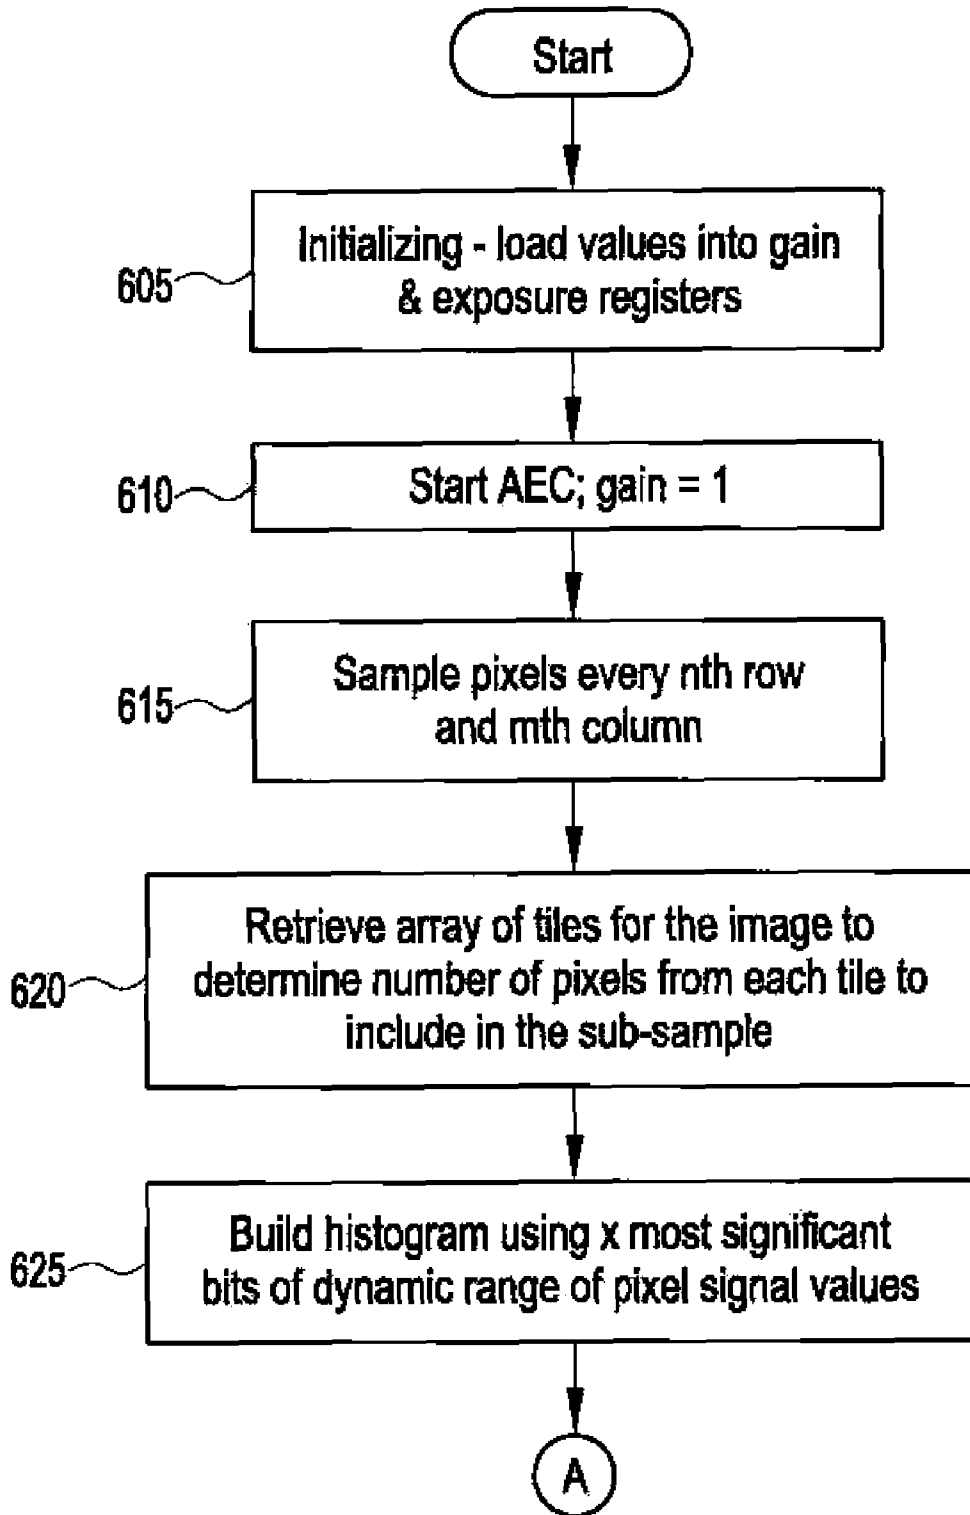 Start
Initializing - load values into gain
& exposure registers
605
Start AEC; gain = 1
610
Sample pixels every nth row
and mth column
615
Retrieve array of tiles for the image to
determine number of pixels from each tile to
include in the sub-sample
620
Build histogram using x most significant
bits of dynamic range of pixel signal values
625
A